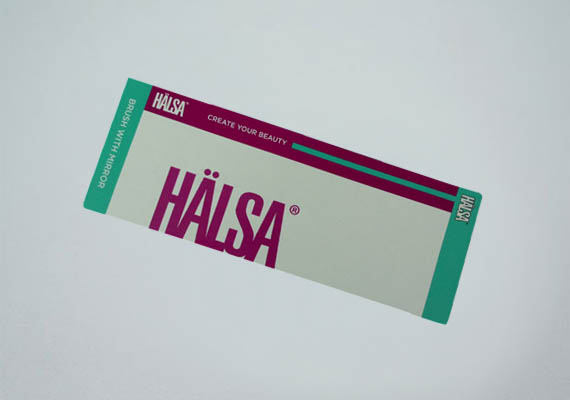 HÄLSA
CREATE YOUR BEAUTY
BRUSH WITH MIRROR
HÄLSA®
HÄLSA